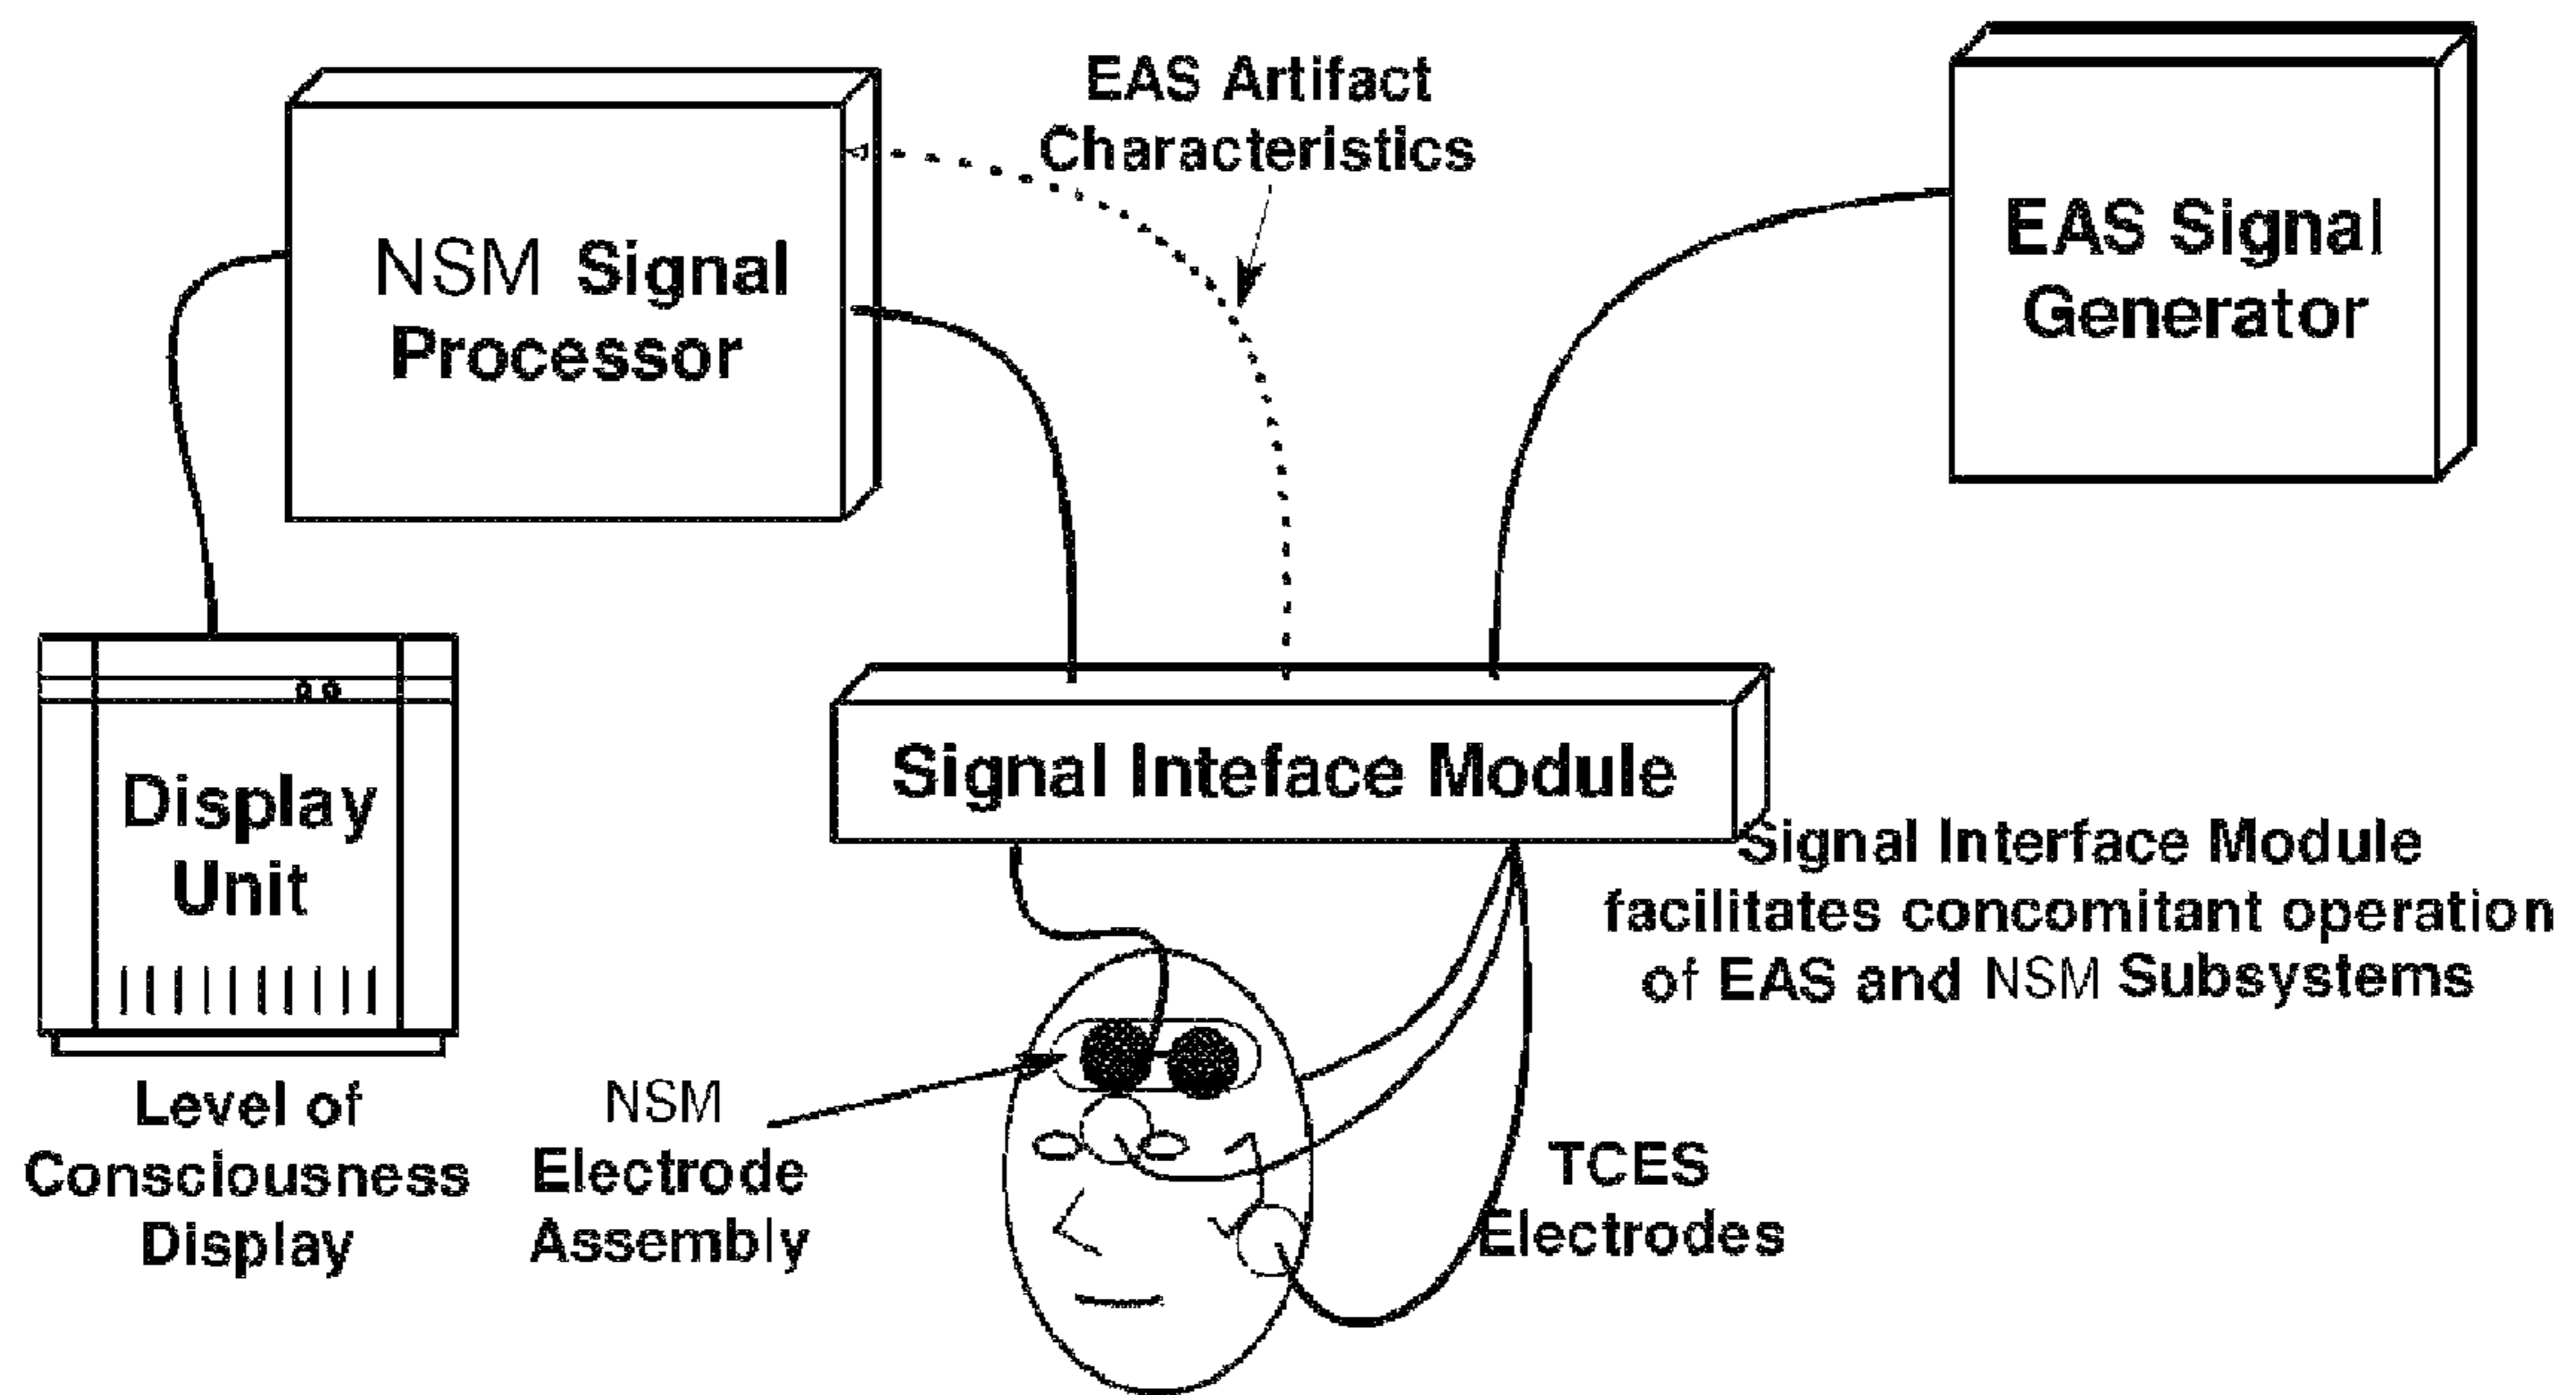 EAS Artifact
Characteristics
NSM Signal
Processor
EAS Signal
Generator
Signal Inteface Module
Display
Unit
Signal Interface Module
facilitates concomitant operation
of EAS and NSM Subsystems
Level of
Consciousness
Display
NSM
Electrode
Assembly
TCES
Electrodes